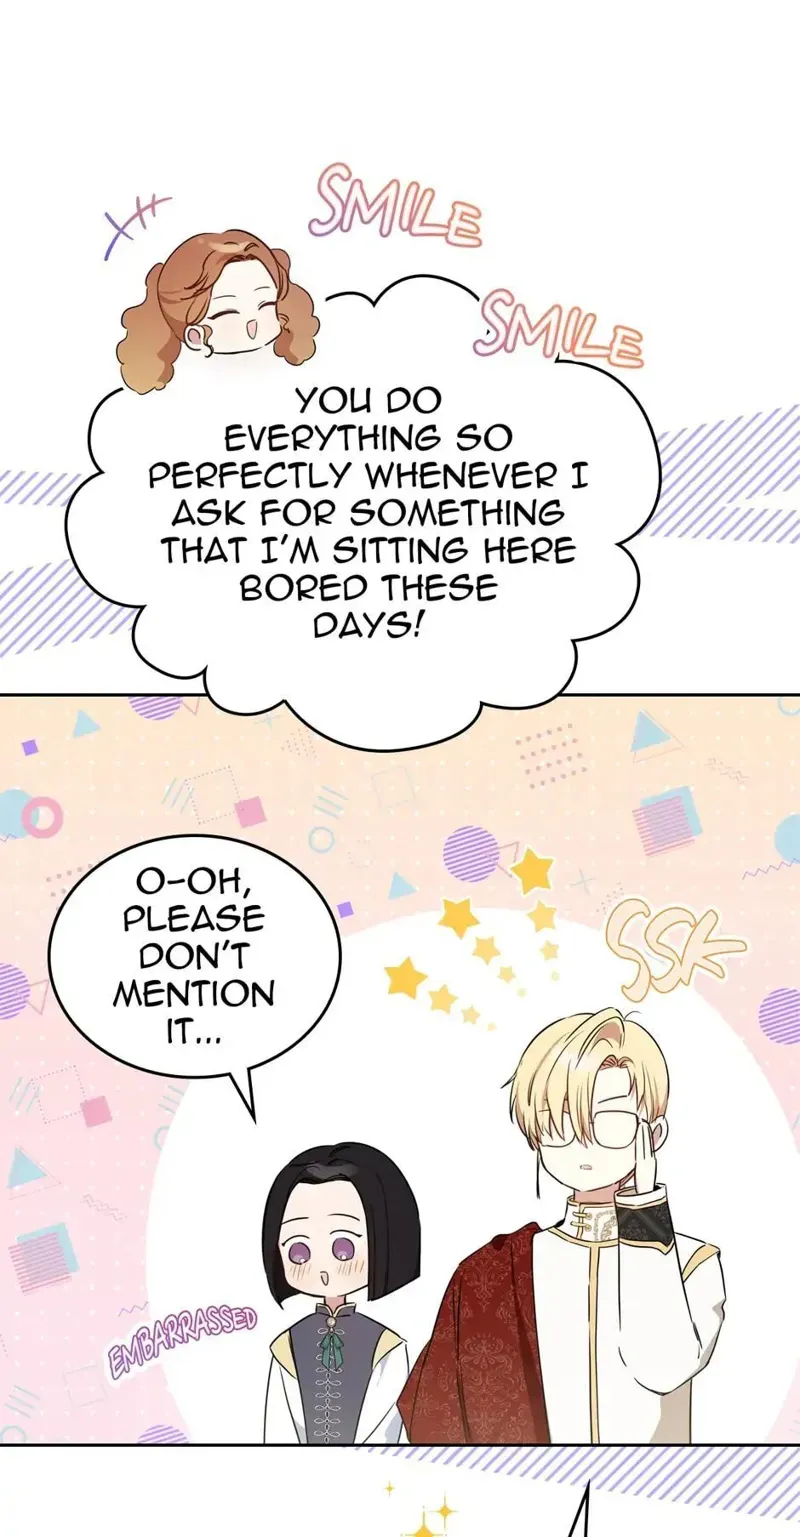 SMILE
SMILE
YOU DO
EVERYTHING SO
PERFECTLY WHENEVER I
ASK FOR SOMETHING
THAT I'M SITTING HERE
BORED THESE
DAYS!
O-OH,
PLEASE
DON'T
MENTION
IT...
SSK
EMBARRASSED